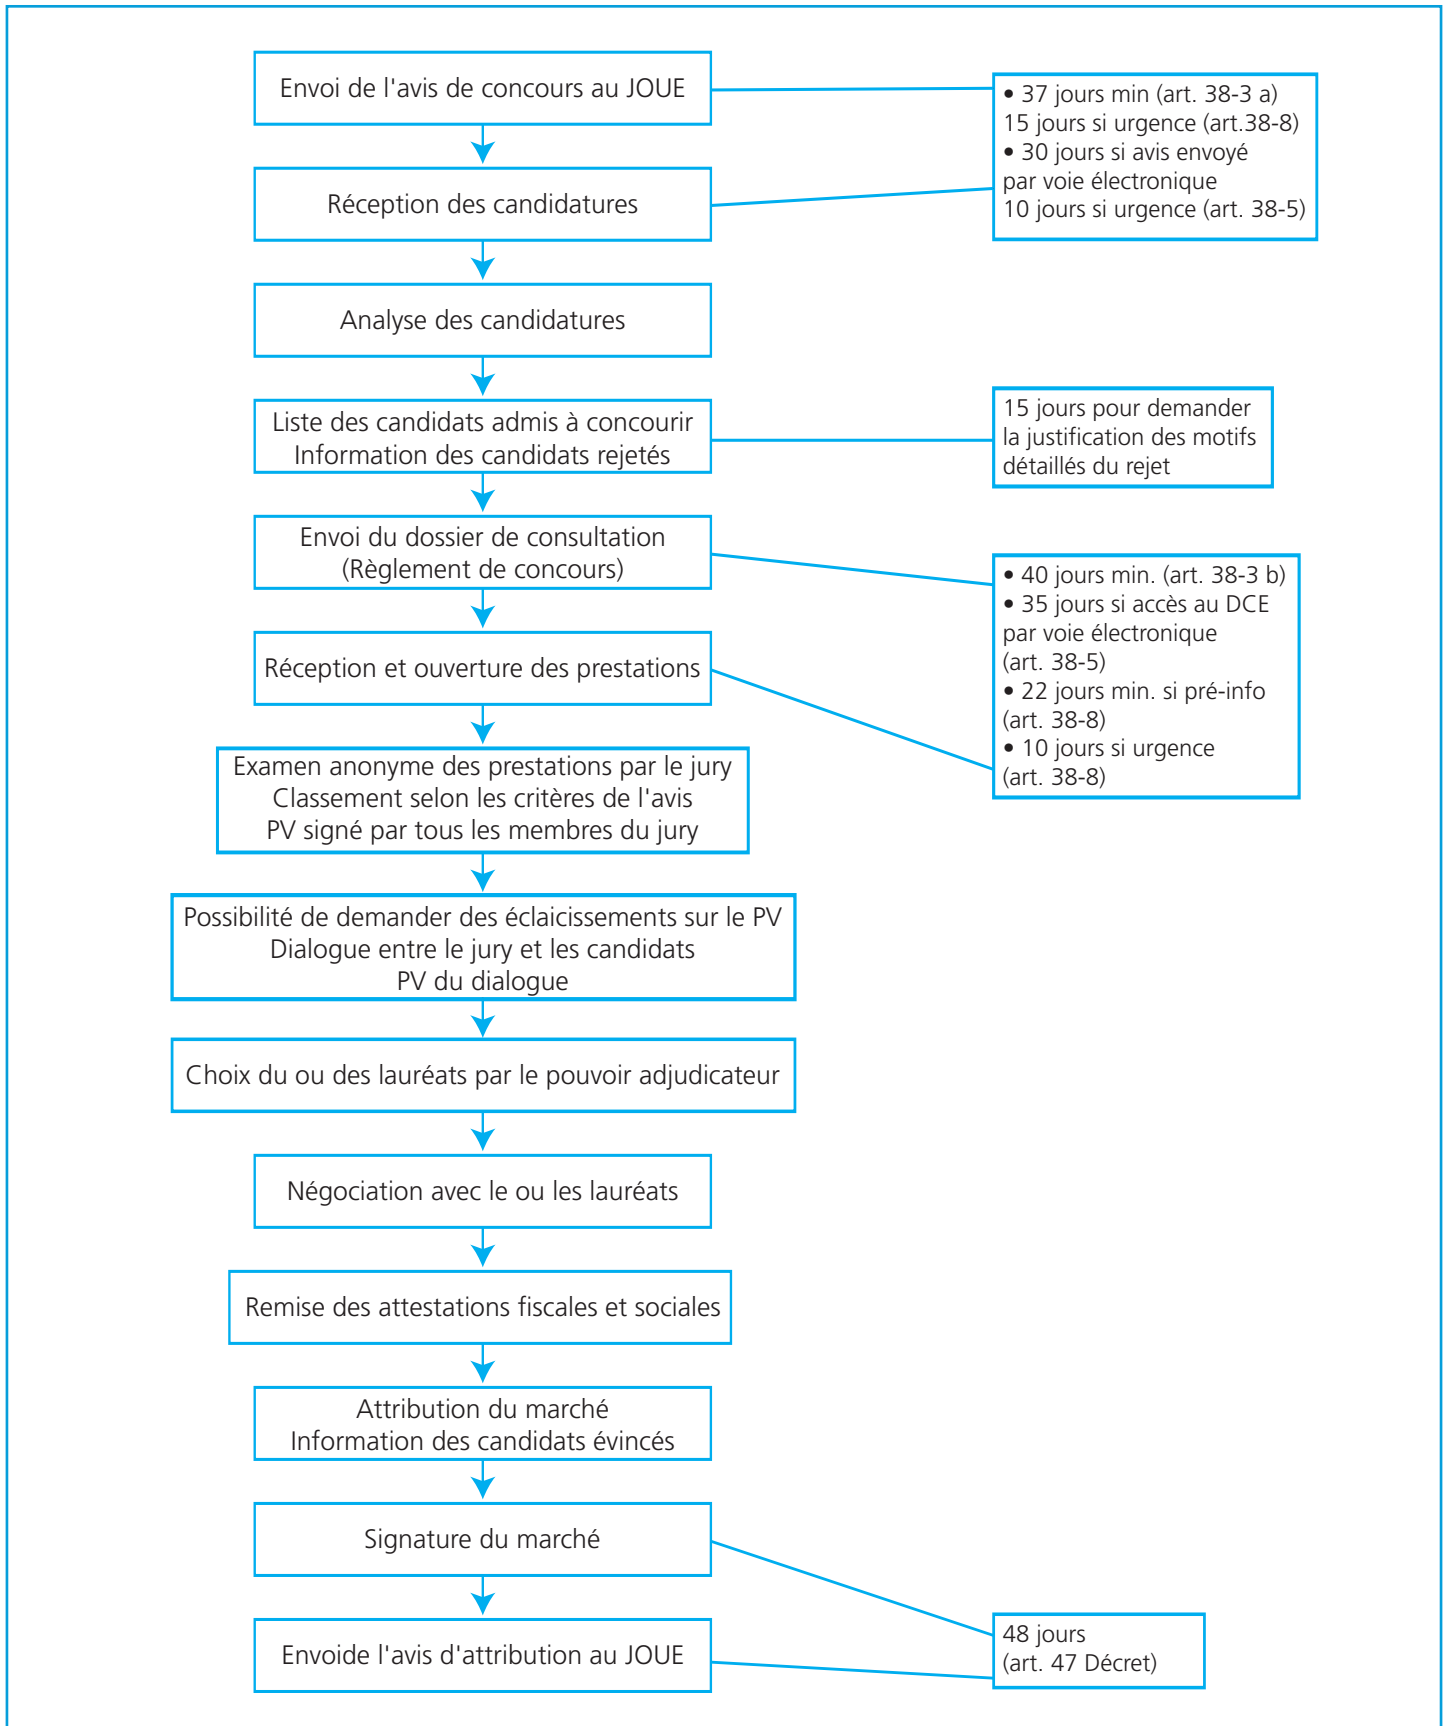 Envoi de l'avis de concours au JOUE
• 37 jours min (art. 38-3 a)
15 jours si urgence (art.38-8)
• 30 jours si avis envoyé
par voie électronique
10 jours si urgence (art. 38-5)
Réception des candidatures
Analyse des candidatures
Liste des candidats admis à concourir
Information des candidats rejetés
15 jours pour demander
la justification des motifs
détaillés du rejet
Envoi du dossier de consultation
(Règlement de concours)
• 40 jours min. (art. 38-3 b)
• 35 jours si accès au DCE
par voie électronique
(art. 38-5)
• 22 jours min. si pré-info
(art. 38-8)
• 10 jours si urgence
(art. 38-8)
Réception et ouverture des prestations
Examen anonyme des prestations par le jury
Classement selon les critères de l'avis
PV signé par tous les membres du jury
Possibilité de demander des éclaicissements sur le PV
Dialogue entre le jury et les candidats
PV du dialogue
Choix du ou des lauréats par le pouvoir adjudicateur
Négociation avec le ou les lauréats
Remise des attestations fiscales et sociales
Attribution du marché
Information des candidats évincés
Signature du marché
Envoide l'avis d'attribution au JOUE
48 jours
(art. 47 Décret)